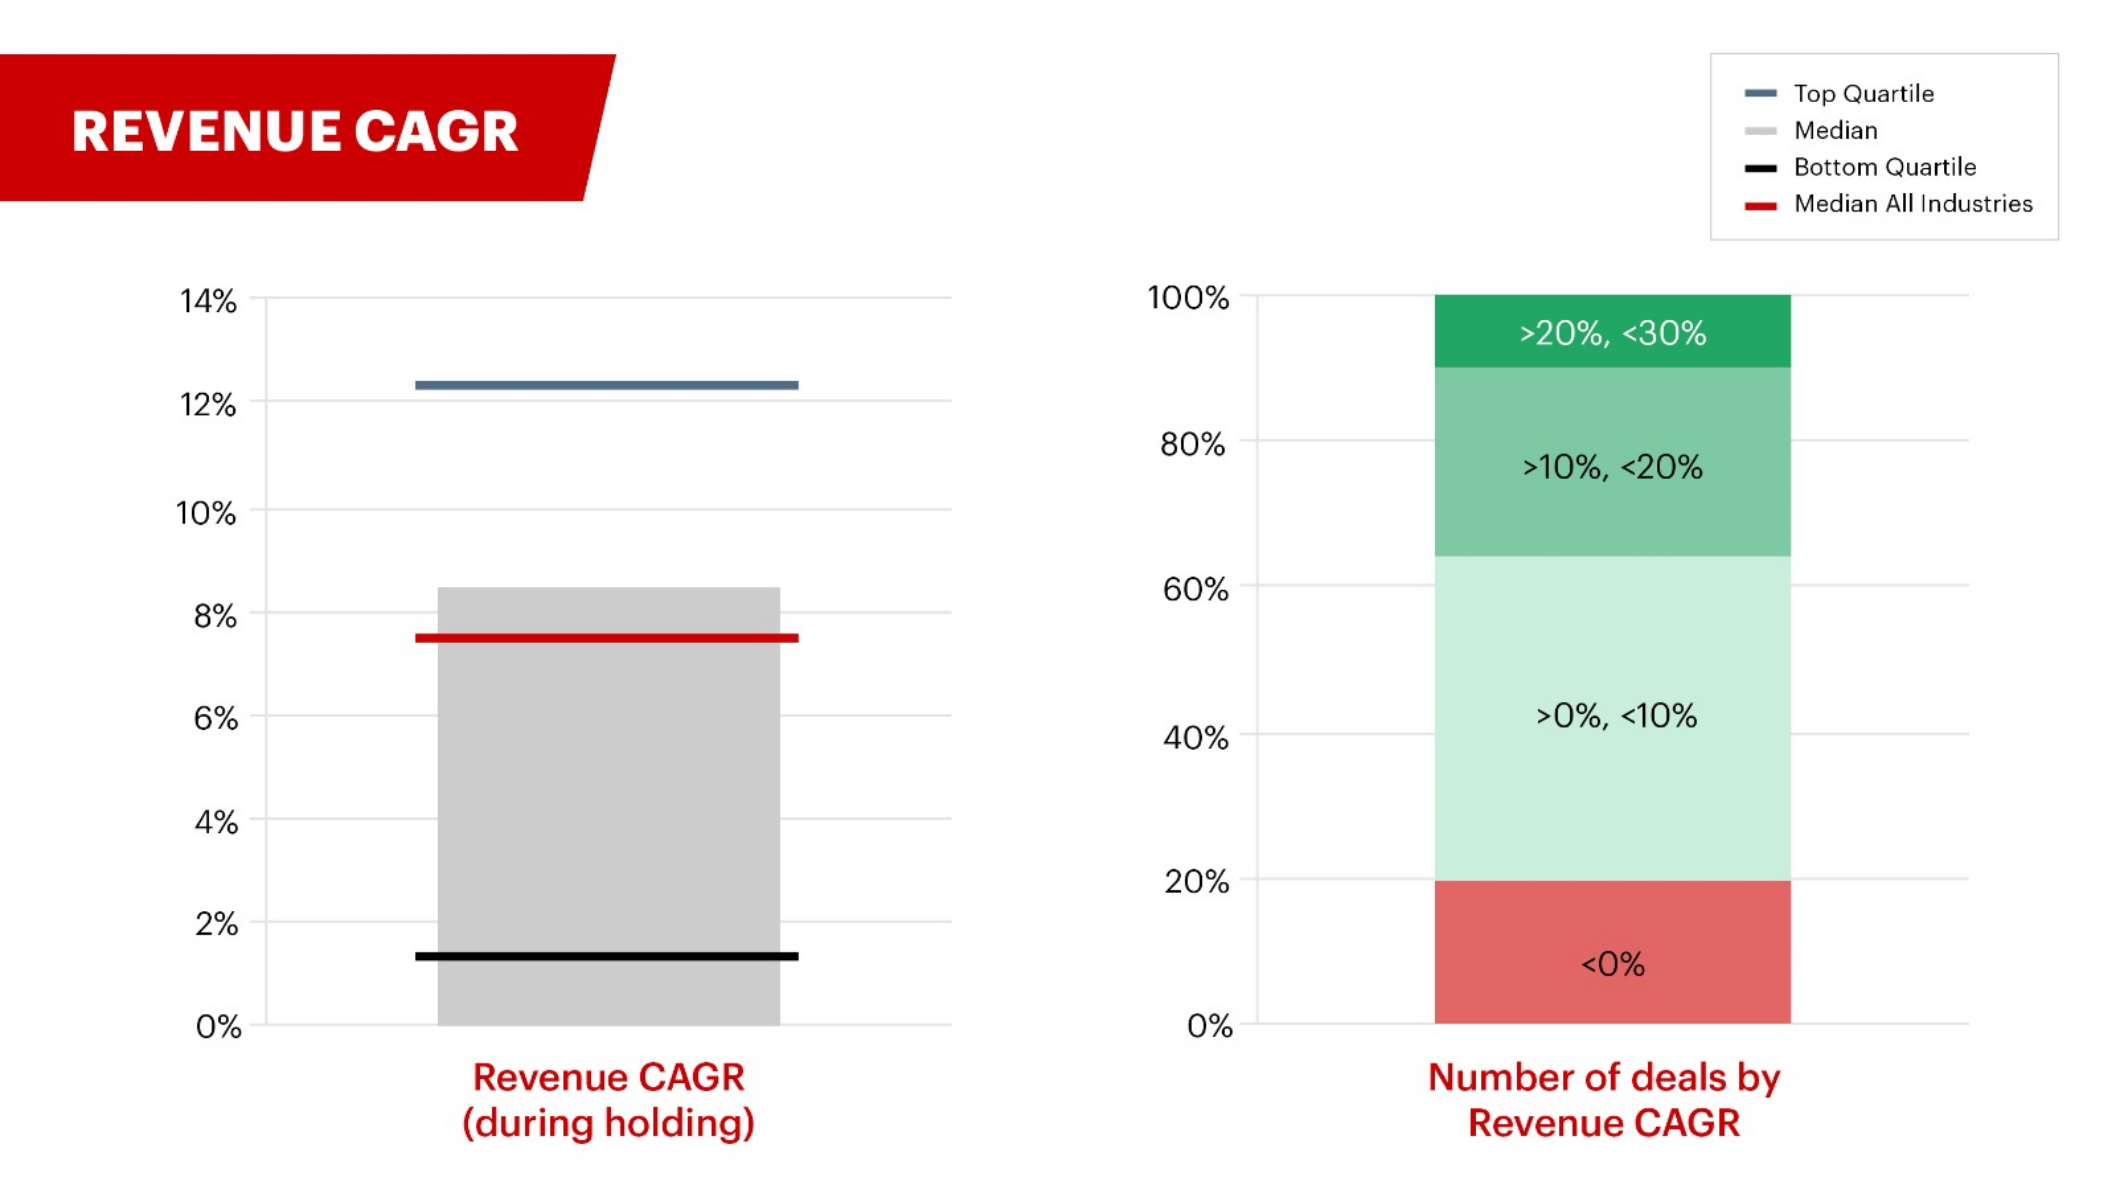 REVENUE CAGR
Top Quartile
Median
Bottom Quartile
Median All Industries
14%
12%
10%
8%
6%
4%
2%
0%
Revenue CAGR
(during holding)
100%
80%
60%
40%
20%
0%
>20%, <30%
>10%, <20%
>0%, <10%
<0%
Number of deals by
Revenue CAGR